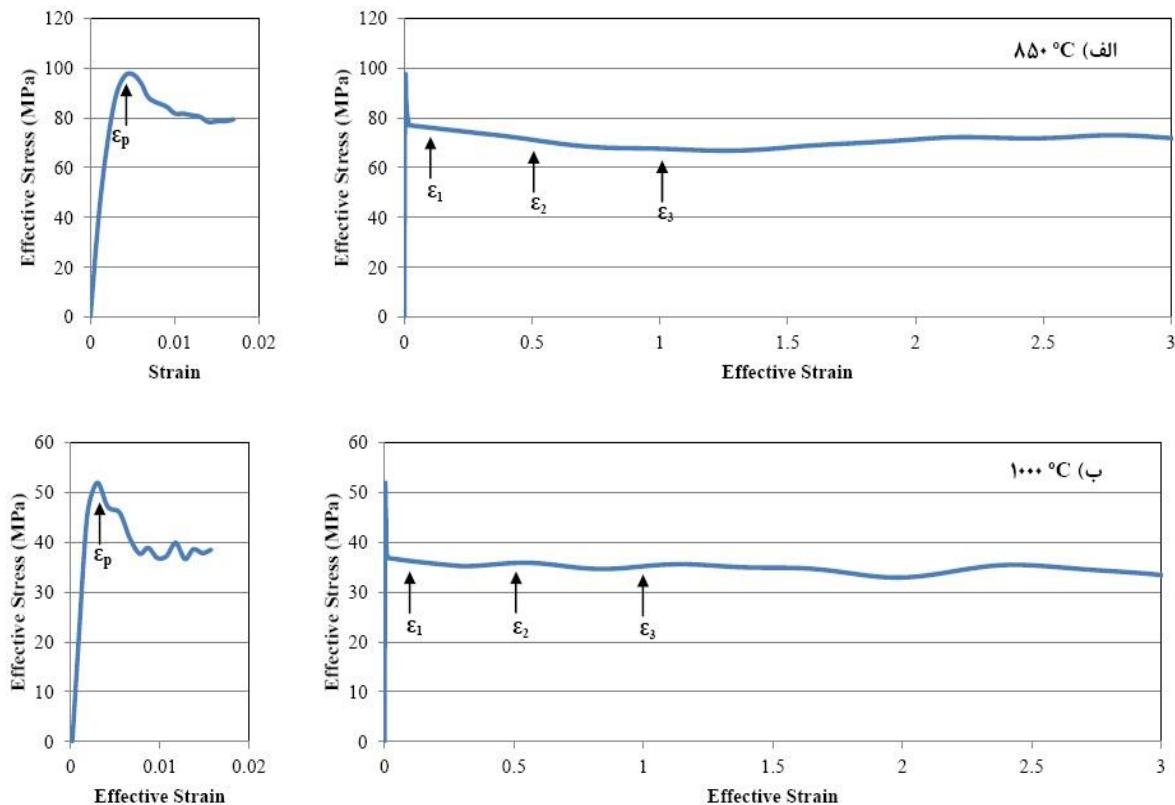 120
100
80
60
40
20
0
Effective Stress (MPa)
εp
0 0.01 0.02
Strain
120
100
80
60
40
20
0
Effective Stress (MPa)
الف) ۸۵۰ °C
ε1
ε2
ε3
0 0.5 1 1.5 2 2.5 3
Effective Strain
60
50
40
30
20
10
0
Effective Stress (MPa)
εp
0 0.01 0.02
Effective Strain
60
50
40
30
20
10
0
Effective Stress (MPa)
ب) ۱۰۰۰ °C
ε1
ε2
ε3
0 0.5 1 1.5 2 2.5 3
Effective Strain